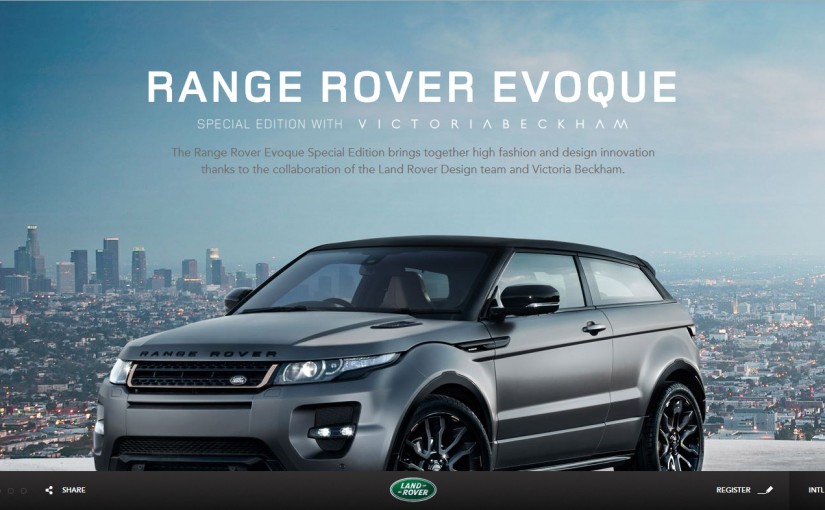 RANGE ROVER EVOQUE
SPECIAL EDITION WITH VICTORIABECKHAM
The Range Rover Evoque Special Edition brings together high fashion and design innovation
thanks to the collaboration of the Land Rover Design team and Victoria Beckham.
RANGE ROVER
SHARE
LAND-
-ROVER
REGISTER
INTL